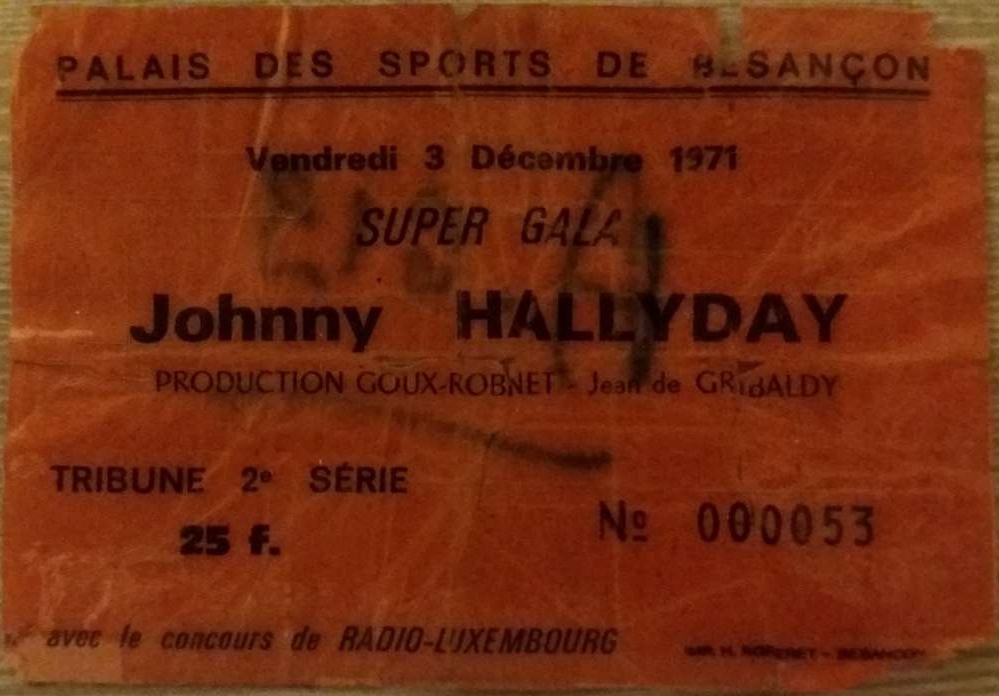 PALAIS DES SPORTS DE BESANÇON
Vendredi 3 Décembre 1971
SUPER GALA
Johnny HALLYDAY
PRODUCTION GOUX-ROBNET - Jean de GRIBALDY
TRIBUNE 2e SÉRIE
25 f.
Nº 000053
avec le concours de RADIO-LUXEMBOURG
BESANCON